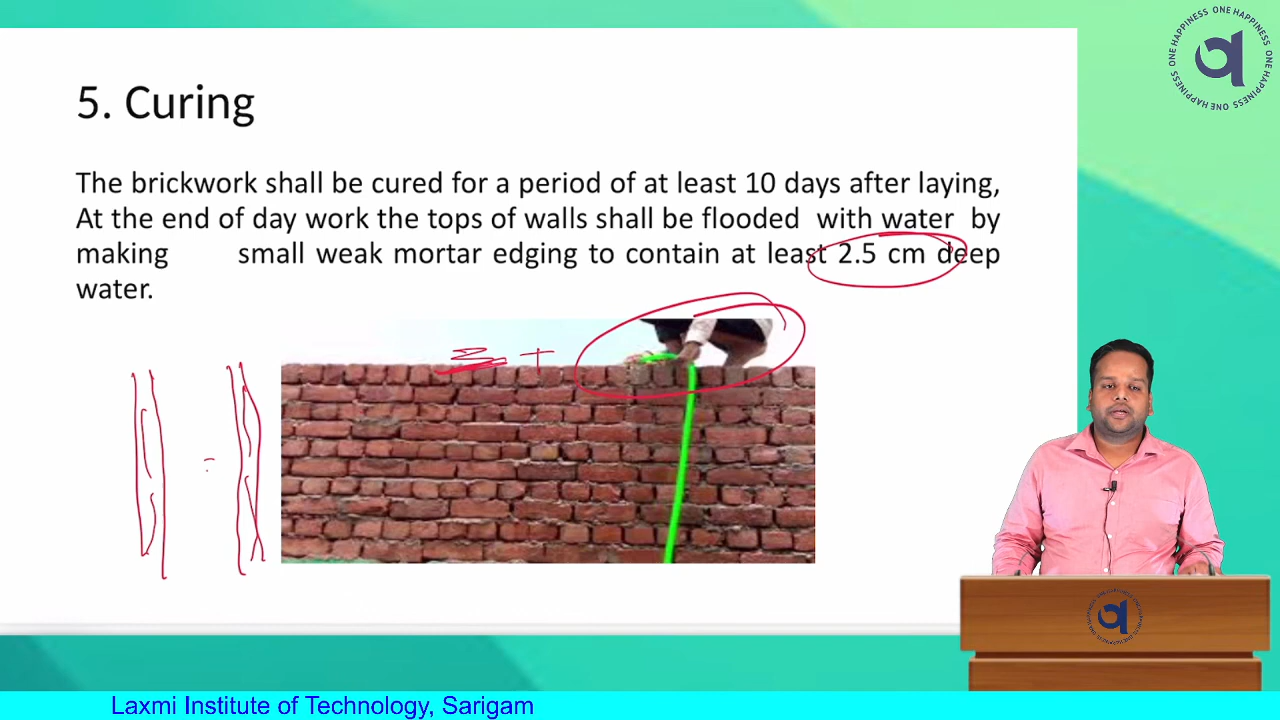 ONE HAPPINESS ONE HAPPINESS ONE HAPPINESS ONE HAPPINESS
5. Curing
The brickwork shall be cured for a period of at least 10 days after laying,
At the end of day work the tops of walls shall be flooded with water by
making small weak mortar edging to contain at least 2.5 cm deep
water.
Laxmi Institute of Technology, Sarigam